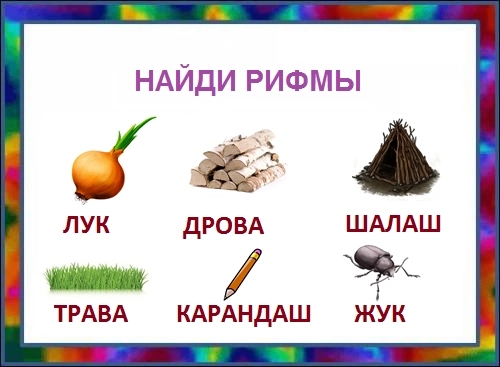 НАЙДИ РИФМЫ
ЛУК ДРОВА ШАЛАШ
ТРАВА КАРАНДАШ ЖУК